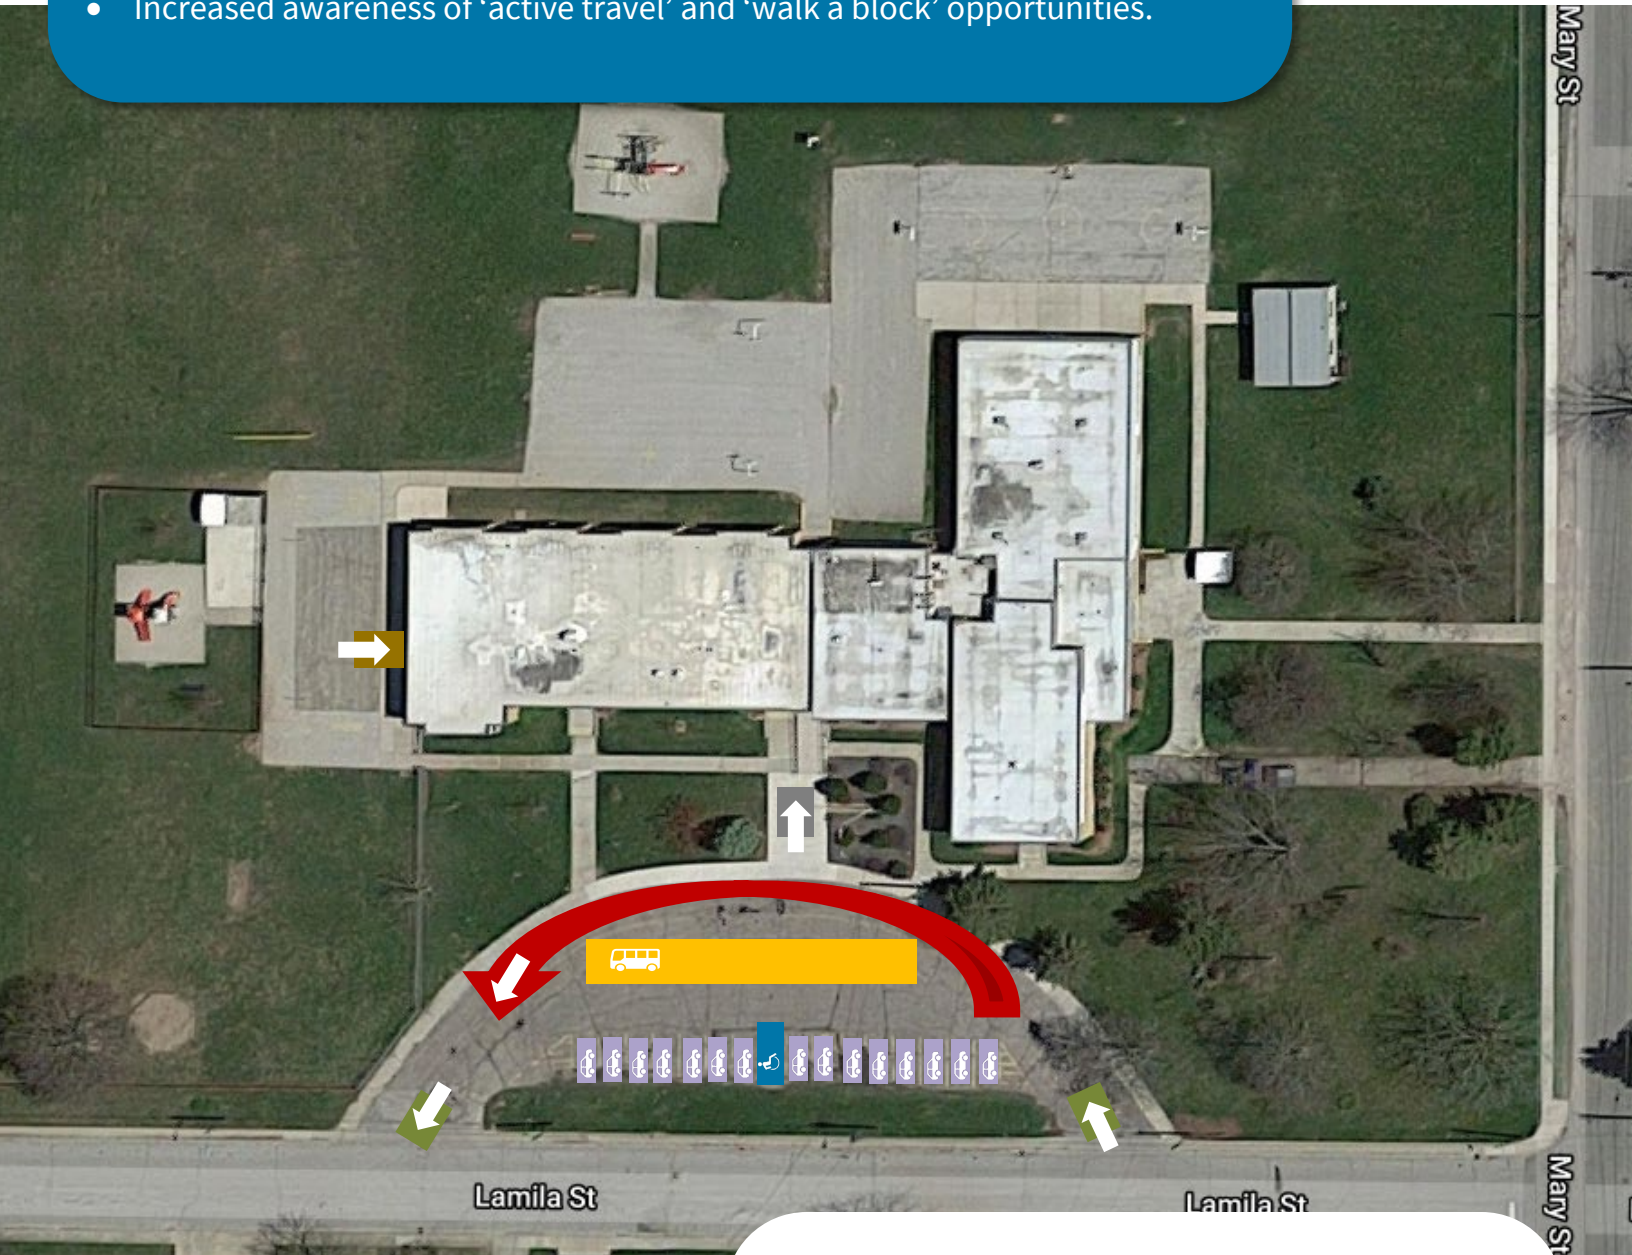 • Increased awareness of ‘active travel’ and ‘walk a block’ opportunities.
Mary St
Lamila St
Lamila St
Mary St